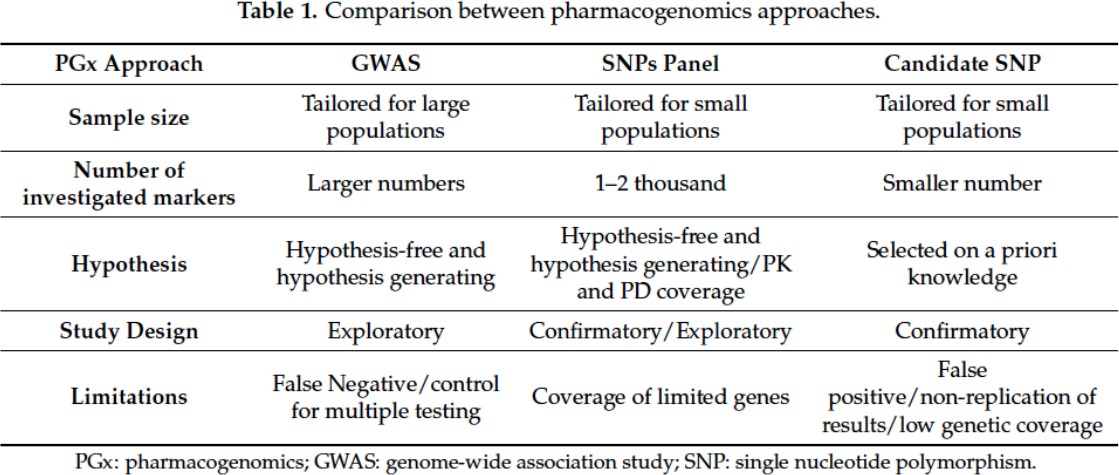 Table 1. Comparison between pharmacogenomics approaches.
PGx Approach GWAS SNPs Panel Candidate SNP
Sample size Tailored for large populations Tailored for small populations Tailored for small populations
Number of investigated markers Larger numbers 1–2 thousand Smaller number
Hypothesis Hypothesis-free and hypothesis generating Hypothesis-free and hypothesis generating/PK and PD coverage Selected on a priori knowledge
Study Design Exploratory Confirmatory/Exploratory Confirmatory
Limitations False Negative/control for multiple testing Coverage of limited genes False positive/non-replication of results/low genetic coverage
PGx: pharmacogenomics; GWAS: genome-wide association study; SNP: single nucleotide polymorphism.